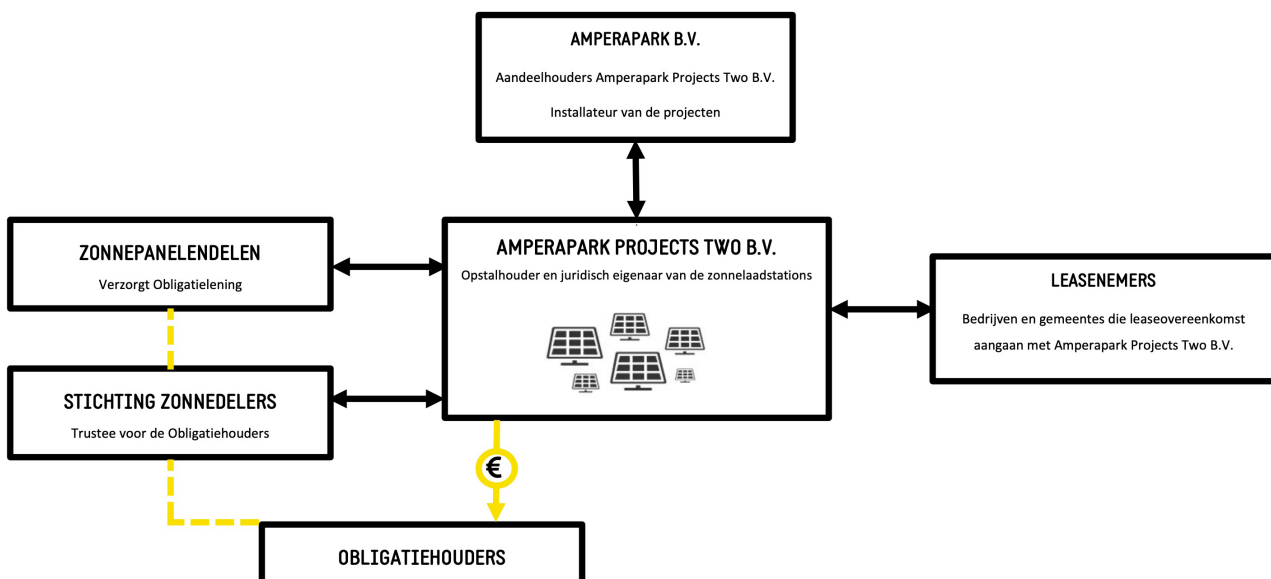 AMPERAPARK B.V.
Aandeelhouders Amperapark Projects Two B.V.
Installateur van de projecten
ZONNEPANELENDELEN
Verzorgt Obligatielening
AMPERAPARK PROJECTS TWO B.V.
Opstalhouder en juridisch eigenaar van de zonnelaadstations
LEASENEMERS
Bedrijven en gemeentes die leaseovereenkomst
aangaan met Amperapark Projects Two B.V.
STICHTING ZONNEDELERS
Trustee voor de Obligatiehouders
€
OBLIGATIEHOUDERS